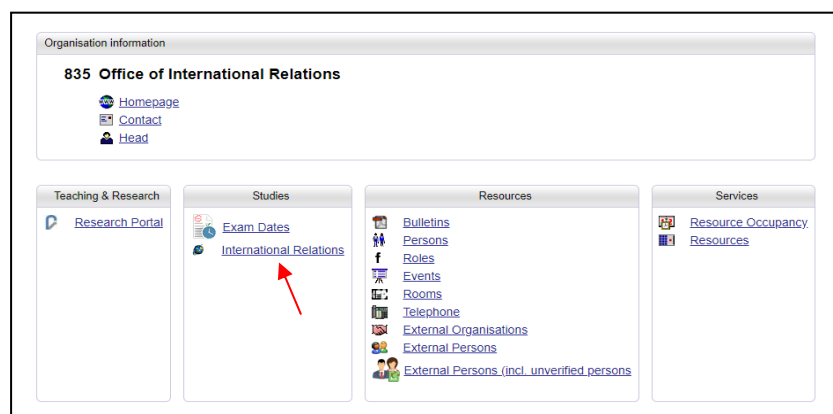 Organisation information
835 Office of International Relations
Homepage
Contact
Head
Teaching & Research
Research Portal
Studies
Exam Dates
International Relations
Resources
Bulletins
Persons
f Roles
Events
Rooms
Telephone
External Organisations
External Persons
External Persons (incl. unverified persons
Services
Resource Occupancy
Resources